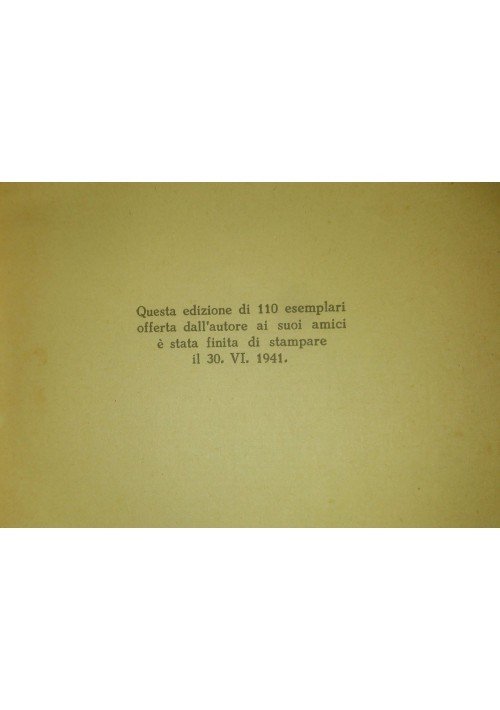 Questa edizione di 110 esemplari
offerta dall'autore ai suoi amici
è stata finita di stampare
il 30. VI. 1941.